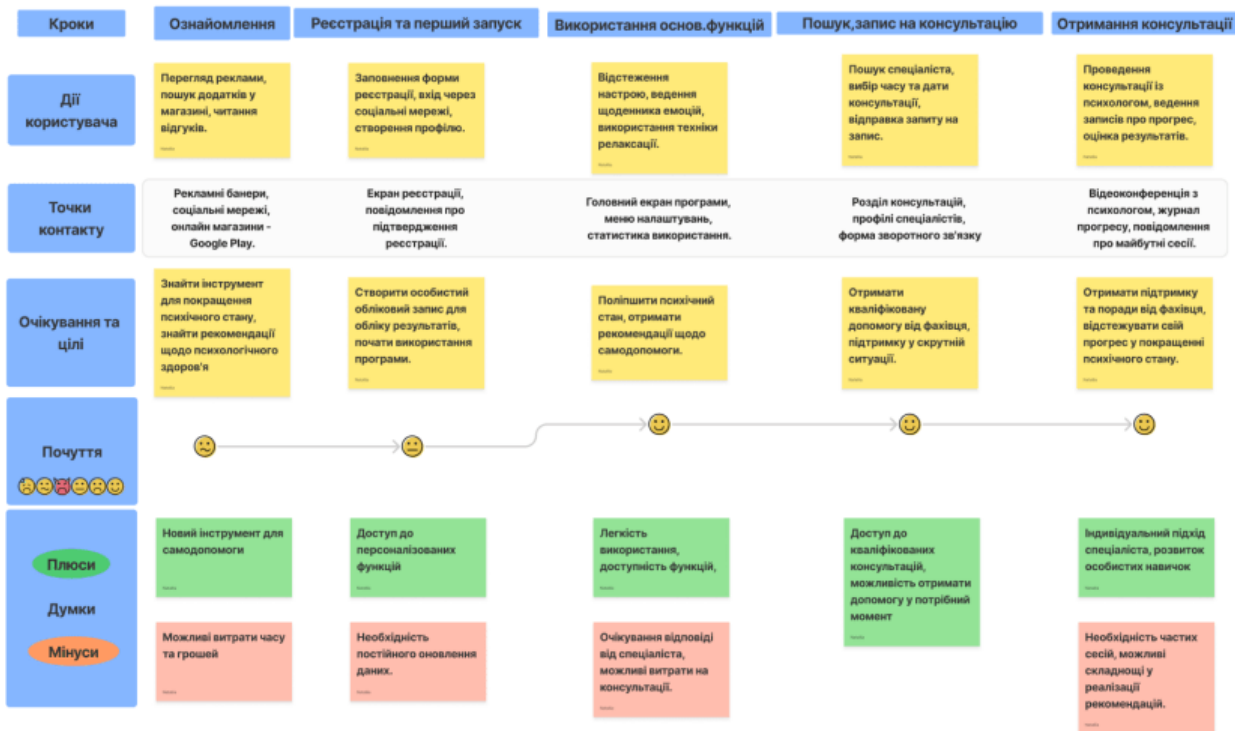 Кроки
Ознайомлення
Реєстрація та перший запуск
Використання основ.функцій
Пошук,запис на консультацію
Отримання консультації
Дії
користувача
Перегляд реклами,
пошук додатків у
магазині, читання
відгуків.
Заповнення форми
реєстрації, вхід через
соціальні мережі,
створення профілю.
Відстеження
настрою, ведення
щоденника емоцій,
використання техніки
релаксації.
Пошук спеціаліста,
вибір часу та дати
консультації,
відправка запиту на
запис.
Проведення
консультації із
психологом, ведення
записів про прогрес,
оцінка результатів.
Точки
контакту
Рекламні банери,
соціальні мережі,
онлайн магазини -
Google Play.
Екран реєстрації,
повідомлення про
підтвердження
реєстрації.
Головний екран програми,
меню налаштувань,
статистика використання.
Розділ консультацій,
профілі спеціалістів,
форма зворотного зв'язку
Відеоконференція з
психологом, журнал
прогресу, повідомлення
про майбутні сесії.
Очікування та
цілі
Знайти інструмент
для покращення
психічного стану,
знайти рекомендації
щодо психологічного
здоров'я
Створити особистий
обліковий запис для
обліку результатів,
почати використання
програми.
Поліпшити психічний
стан, отримати
рекомендації щодо
самодопомоги.
Отримати
кваліфіковану
допомогу від фахівця,
підтримку у скрутній
ситуації.
Отримати підтримку
та поради від фахівця,
відстежувати свій
прогрес у покращенні
психічного стану.
Почуття
Плюси
Думки
Мінуси
Новий інструмент для
самодопомоги
Доступ до
персоналізованих
функцій
Легкість
використання,
доступність функцій,
Доступ до
кваліфікованих
консультацій,
можливість отримати
допомогу у потрібний
момент
Індивідуальний підхід
спеціаліста, розвиток
особистих навичок
Можливі витрати часу
та грошей
Необхідність
постійного оновлення
даних.
Очікування відповіді
від спеціаліста,
можливі витрати на
консультації.
Необхідність частих
сесій, можливі
складнощі у
реалізації
рекомендацій.